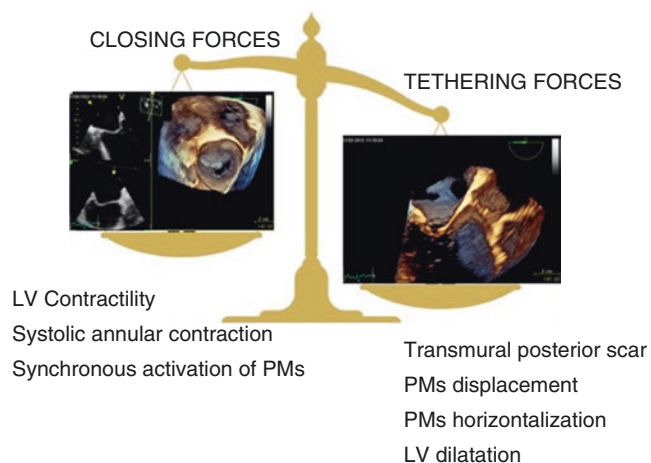 CLOSING FORCES
TETHERING FORCES
LV Contractility
Systolic annular contraction
Synchronous activation of PMs
Transmural posterior scar
PMs displacement
PMs horizontalization
LV dilatation